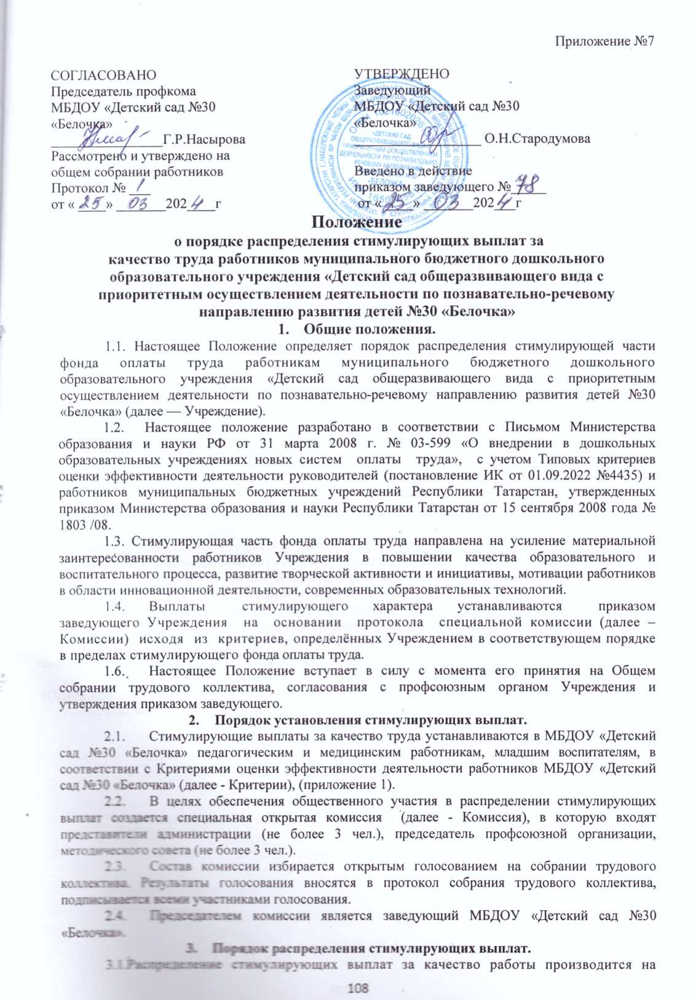 Приложение №7
СОГЛАСОВАНО
Председатель профкома
МБДОУ «Детский сад №30
«Белочка»
________________Г.Р.Насырова
Рассмотрено и утверждено на
общем собрании работников
Протокол № 1
от « 25 » 03 2024 г
УТВЕРЖДЕНО
Заведующий
МБДОУ «Детский сад №30
«Белочка»
________________ О.Н.Стародумова
Введено в действие
приказом заведующего № 78
от « 25 » 03 2024 г
«ДЕТСКИЙ САД
ОБЩЕРАЗВИВАЮЩЕГО ВИДА С
ПРИОРИТЕТНЫМ ОСУЩЕСТВЛЕНИЕМ
ДЕЯТЕЛЬНОСТИ ПО ПОЗНАВАТЕЛЬНО-
РЕЧЕВОМУ НАПРАВЛЕНИЮ
«БЕЛОЧКА»
Положение
о порядке распределения стимулирующих выплат за
качество труда работников муниципального бюджетного дошкольного
образовательного учреждения «Детский сад общеразвивающего вида с
приоритетным осуществлением деятельности по познавательно-речевому
направлению развития детей №30 «Белочка»
1. Общие положения.
1.1. Настоящее Положение определяет порядок распределения стимулирующей части
фонда оплаты труда работникам муниципального бюджетного дошкольного
образовательного учреждения «Детский сад общеразвивающего вида с приоритетным
осуществлением деятельности по познавательно-речевому направлению развития детей №30
«Белочка» (далее — Учреждение).
1.2. Настоящее положение разработано в соответствии с Письмом Министерства
образования и науки РФ от 31 марта 2008 г. № 03-599 «О внедрении в дошкольных
образовательных учреждениях новых систем оплаты труда», с учетом Типовых критериев
оценки эффективности деятельности руководителей (постановление ИК от 01.09.2022 №4435) и
работников муниципальных бюджетных учреждений Республики Татарстан, утвержденных
приказом Министерства образования и науки Республики Татарстан от 15 сентября 2008 года №
1803 /08.
1.3. Стимулирующая часть фонда оплаты труда направлена на усиление материальной
заинтересованности работников Учреждения в повышении качества образовательного и
воспитательного процесса, развитие творческой активности и инициативы, мотивации работников
в области инновационной деятельности, современных образовательных технологий.
1.4. Выплаты стимулирующего характера устанавливаются приказом
заведующего Учреждения на основании протокола специальной комиссии (далее –
Комиссии) исходя из критериев, определённых Учреждением в соответствующем порядке
в пределах стимулирующего фонда оплаты труда.
1.6. Настоящее Положение вступает в силу с момента его принятия на Общем
собрании трудового коллектива, согласования с профсоюзным органом Учреждения и
утверждения приказом заведующего.
2. Порядок установления стимулирующих выплат.
2.1. Стимулирующие выплаты за качество труда устанавливаются в МБДОУ «Детский
сад №30 «Белочка» педагогическим и медицинским работникам, младшим воспитателям, в
соответствии с Критериями оценки эффективности деятельности работников МБДОУ «Детский
сад №30 «Белочка» (далее - Критерии), (приложение 1).
2.2. В целях обеспечения общественного участия в распределении стимулирующих
выплат создается специальная открытая комиссия (далее - Комиссия), в которую входят
представители администрации (не более 3 чел.), председатель профсоюзной организации,
методического совета (не более 3 чел.).
2.3. Состав комиссии избирается открытым голосованием на собрании трудового
коллектива. Результаты голосования вносятся в протокол собрания трудового коллектива,
подписывается всеми участниками голосования.
2.4. Председателем комиссии является заведующий МБДОУ «Детский сад №30
«Белочка».
3. Порядок распределения стимулирующих выплат.
3.1.Распределение стимулирующих выплат за качество работы производится на
108